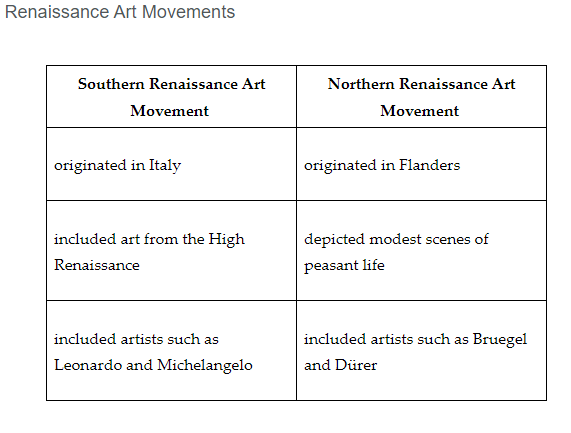 Renaissance Art Movements
Southern Renaissance Art
Movement
Northern Renaissance Art
Movement
originated in Italy
originated in Flanders
included art from the High
Renaissance
depicted modest scenes of
peasant life
included artists such as
Leonardo and Michelangelo
included artists such as Bruegel
and Dürer